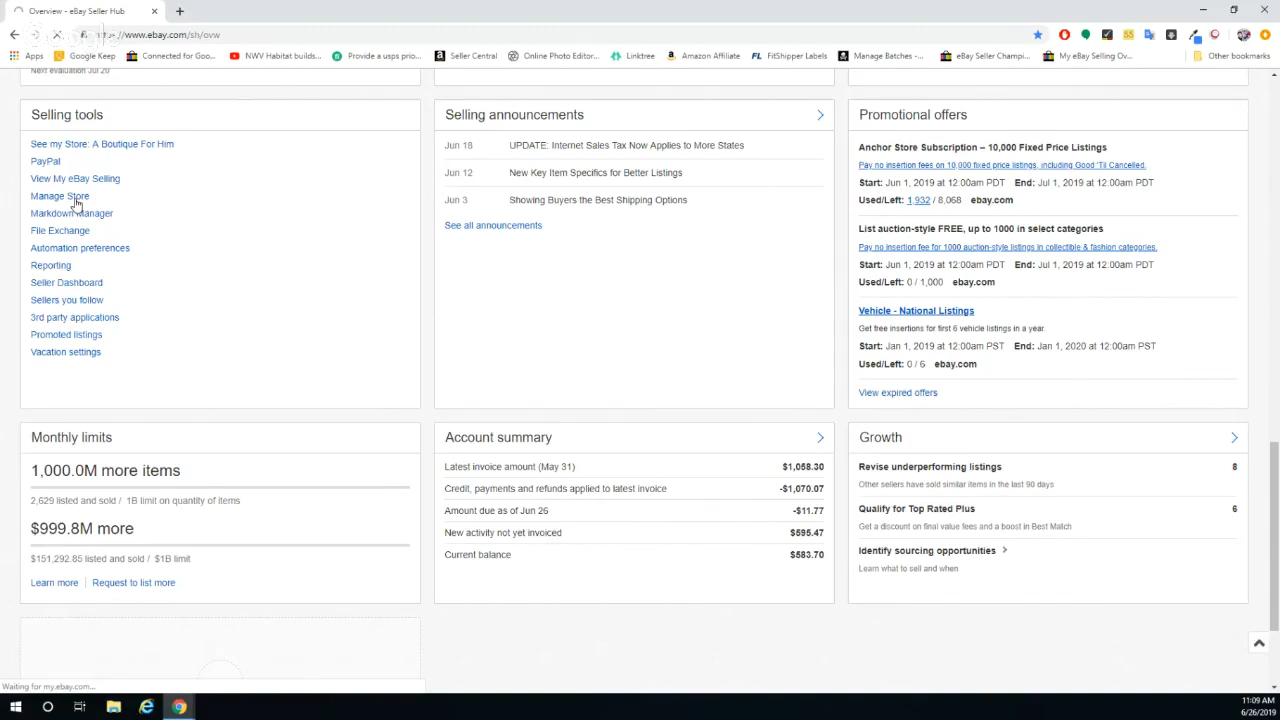 Overview - eBay Seller Hub
https://www.ebay.com/sh/ovw
Apps
Google Keep
Connected for Goo...
NWV Habitat builds...
Provide a usps prio...
Seller Central
Online Photo Editor...
Linktree
Amazon Affiliate
FL FitShipper Labels
Manage Batches -...
eBay Seller Champi...
My eBay Selling Ov...
Other bookmarks
Next evaluation Jul 20
Selling tools
See my Store: A Boutique For Him
PayPal
View My eBay Selling
Manage Store
Markdown Manager
File Exchange
Automation preferences
Reporting
Seller Dashboard
Sellers you follow
3rd party applications
Promoted listings
Vacation settings
Selling announcements
Jun 18 UPDATE: Internet Sales Tax Now Applies to More States
Jun 12 New Key Item Specifics for Better Listings
Jun 3 Showing Buyers the Best Shipping Options
See all announcements
Promotional offers
Anchor Store Subscription – 10,000 Fixed Price Listings
Pay no insertion fees on 10,000 fixed price listings, including Good 'Til Cancelled.
Start: Jun 1, 2019 at 12:00am PDT End: Jul 1, 2019 at 12:00am PDT
Used/Left: 1,932 / 8,068 ebay.com
List auction-style FREE, up to 1000 in select categories
Pay no insertion fee for 1000 auction-style listings in collectible & fashion categories.
Start: Jun 1, 2019 at 12:00am PDT End: Jul 1, 2019 at 12:00am PDT
Used/Left: 0 / 1,000 ebay.com
Vehicle - National Listings
Get free insertions for first 6 vehicle listings in a year.
Start: Jan 1, 2019 at 12:00am PST End: Jan 1, 2020 at 12:00am PST
Used/Left: 0 / 6 ebay.com
View expired offers
Monthly limits
1,000.0M more items
2,629 listed and sold / 1B limit on quantity of items
$999.8M more
$151,292.85 listed and sold / $1B limit
Learn more | Request to list more
Account summary
Latest invoice amount (May 31) $1,058.30
Credit, payments and refunds applied to latest invoice -$1,070.07
Amount due as of Jun 26 -$11.77
New activity not yet invoiced $595.47
Current balance $583.70
Growth
Revise underperforming listings 8
Other sellers have sold similar items in the last 90 days
Qualify for Top Rated Plus 6
Get a discount on final value fees and a boost in Best Match
Identify sourcing opportunities
Learn what to sell and when
Waiting for my.ebay.com...
11:09 AM
6/26/2019